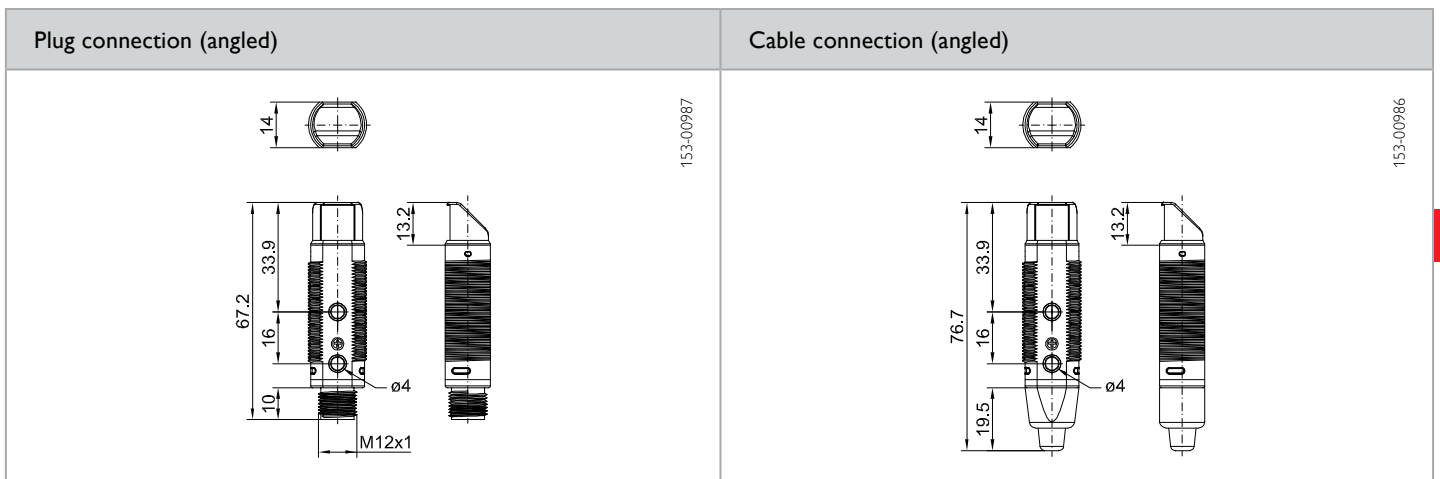 Plug connection (angled)
Cable connection (angled)
14
153-00987
67.2
33.9
16
10
13.2
ø4
M12x1
14
153-00986
76.7
33.9
16
19.5
13.2
ø4